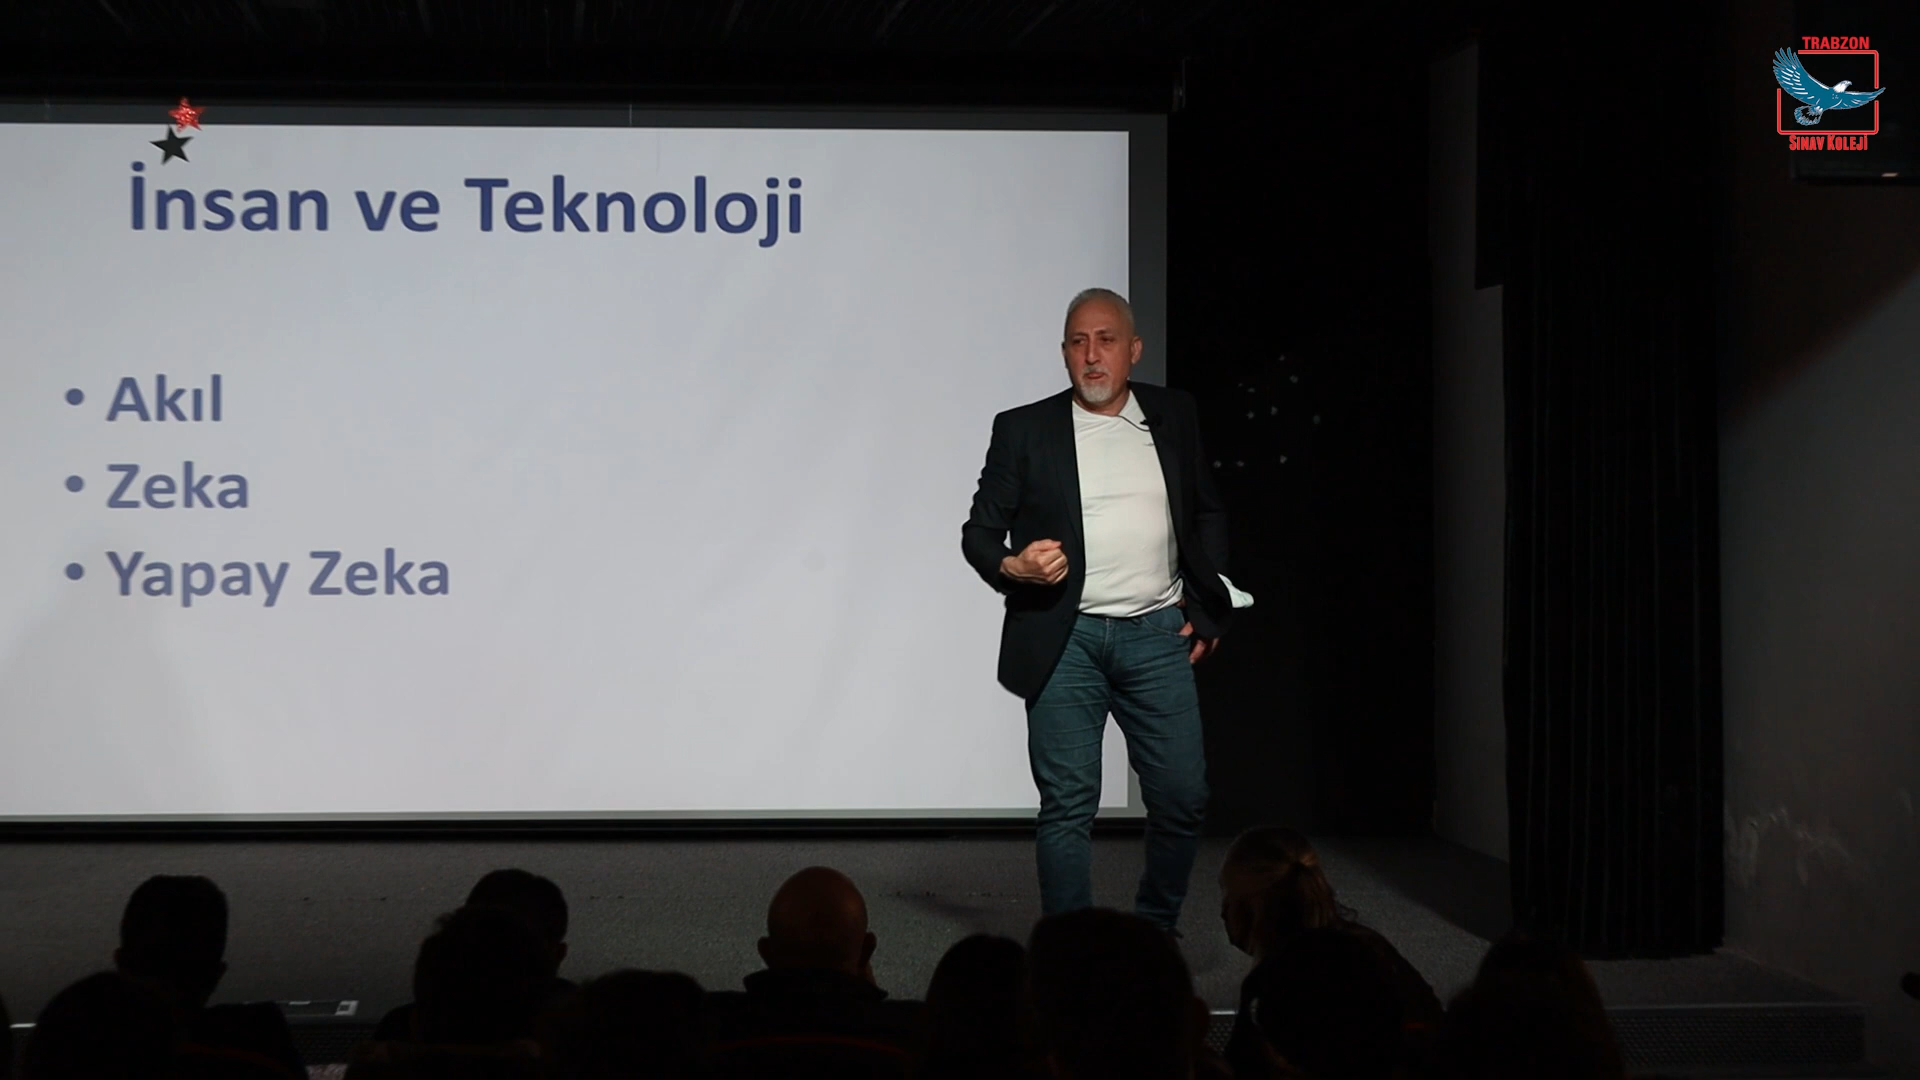 TRABZON
SINAV KOLEJİ
İnsan ve Teknoloji
• Akıl
• Zeka
• Yapay Zeka